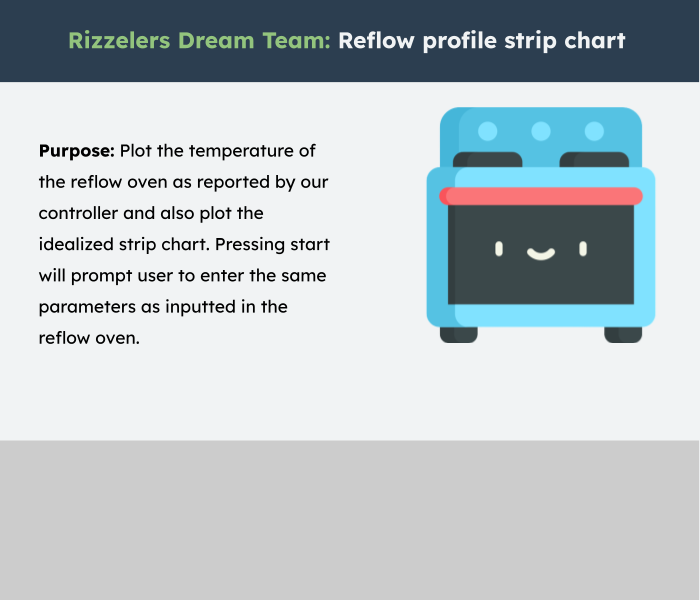 Rizzelers Dream Team: Reflow profile strip chart
Purpose: Plot the temperature of
the reflow oven as reported by our
controller and also plot the
idealized strip chart. Pressing start
will prompt user to enter the same
parameters as inputted in the
reflow oven.